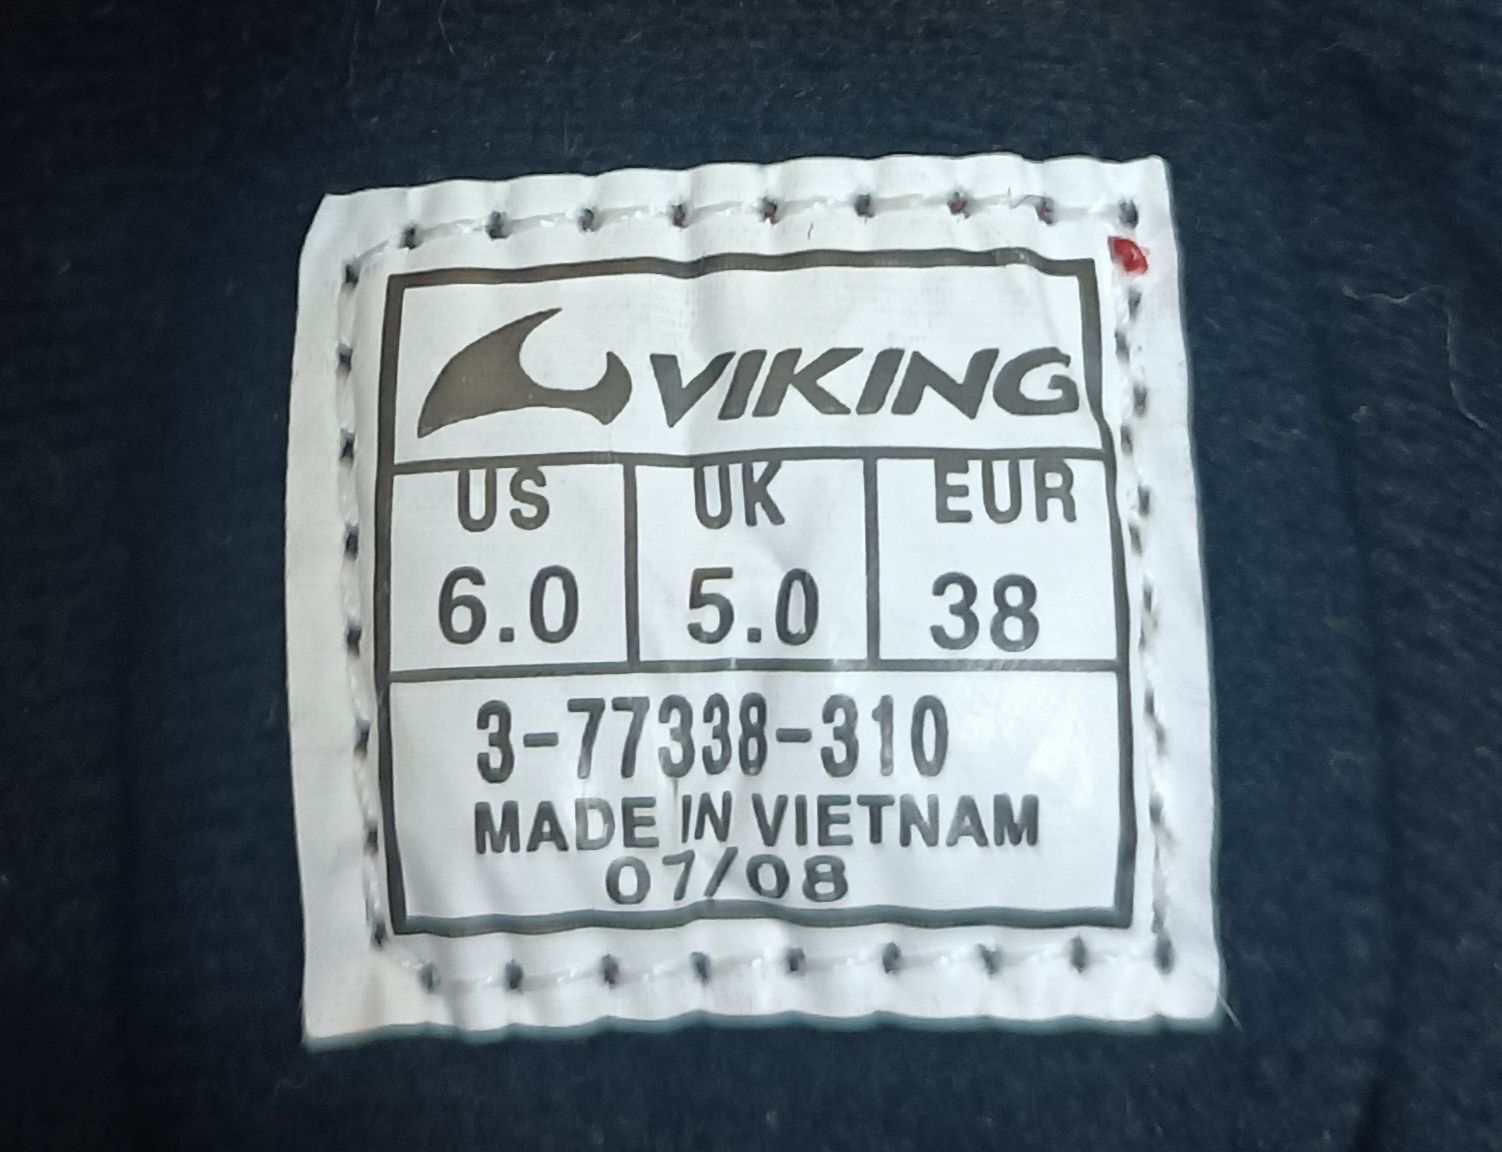 VIKING
US UK EUR
6.0 5.0 38
3-77338-310
MADE IN VIETNAM
07/08